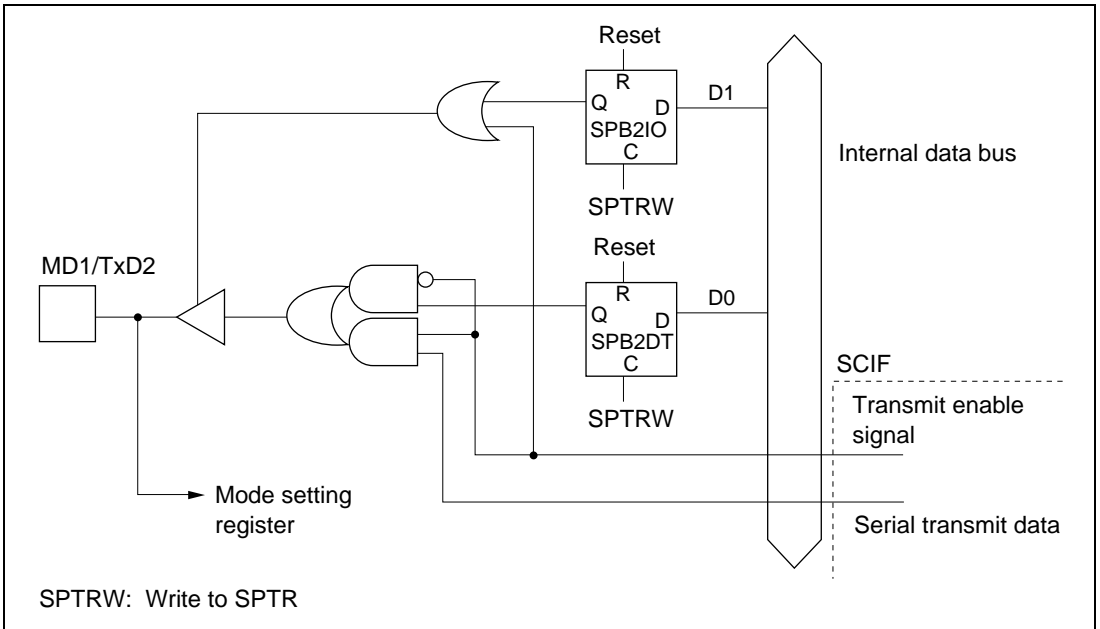 Reset
R
Q
D
SPB2IO
C
D1
SPTRW
Internal data bus
Reset
R
Q
D
SPB2DT
C
D0
SPTRW
MD1/TxD2
SCIF
Transmit enable
signal
Mode setting
register
Serial transmit data
SPTRW: Write to SPTR